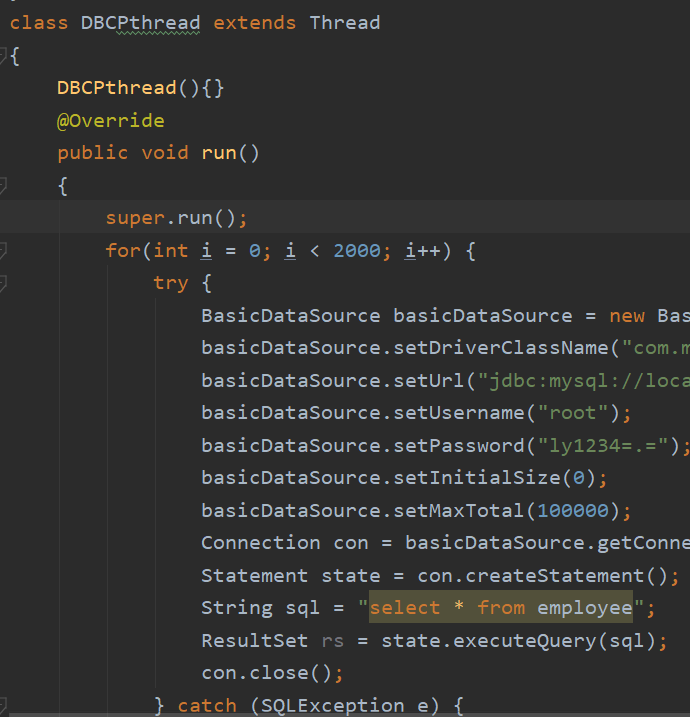 class DBCPthread extends Thread
{
DBCPthread(){}
@Override
public void run()
{
super.run();
for(int i = 0; i < 2000; i++) {
try {
BasicDataSource basicDataSource = new Bas
basicDataSource.setDriverClassName("com.m
basicDataSource.setUrl("jdbc:mysql://loca
basicDataSource.setUsername("root");
basicDataSource.setPassword("ly1234=.=");
basicDataSource.setInitialSize(0);
basicDataSource.setMaxTotal(100000);
Connection con = basicDataSource.getConne
Statement state = con.createStatement();
String sql = "select * from employee";
ResultSet rs = state.executeQuery(sql);
con.close();
} catch (SQLException e) {